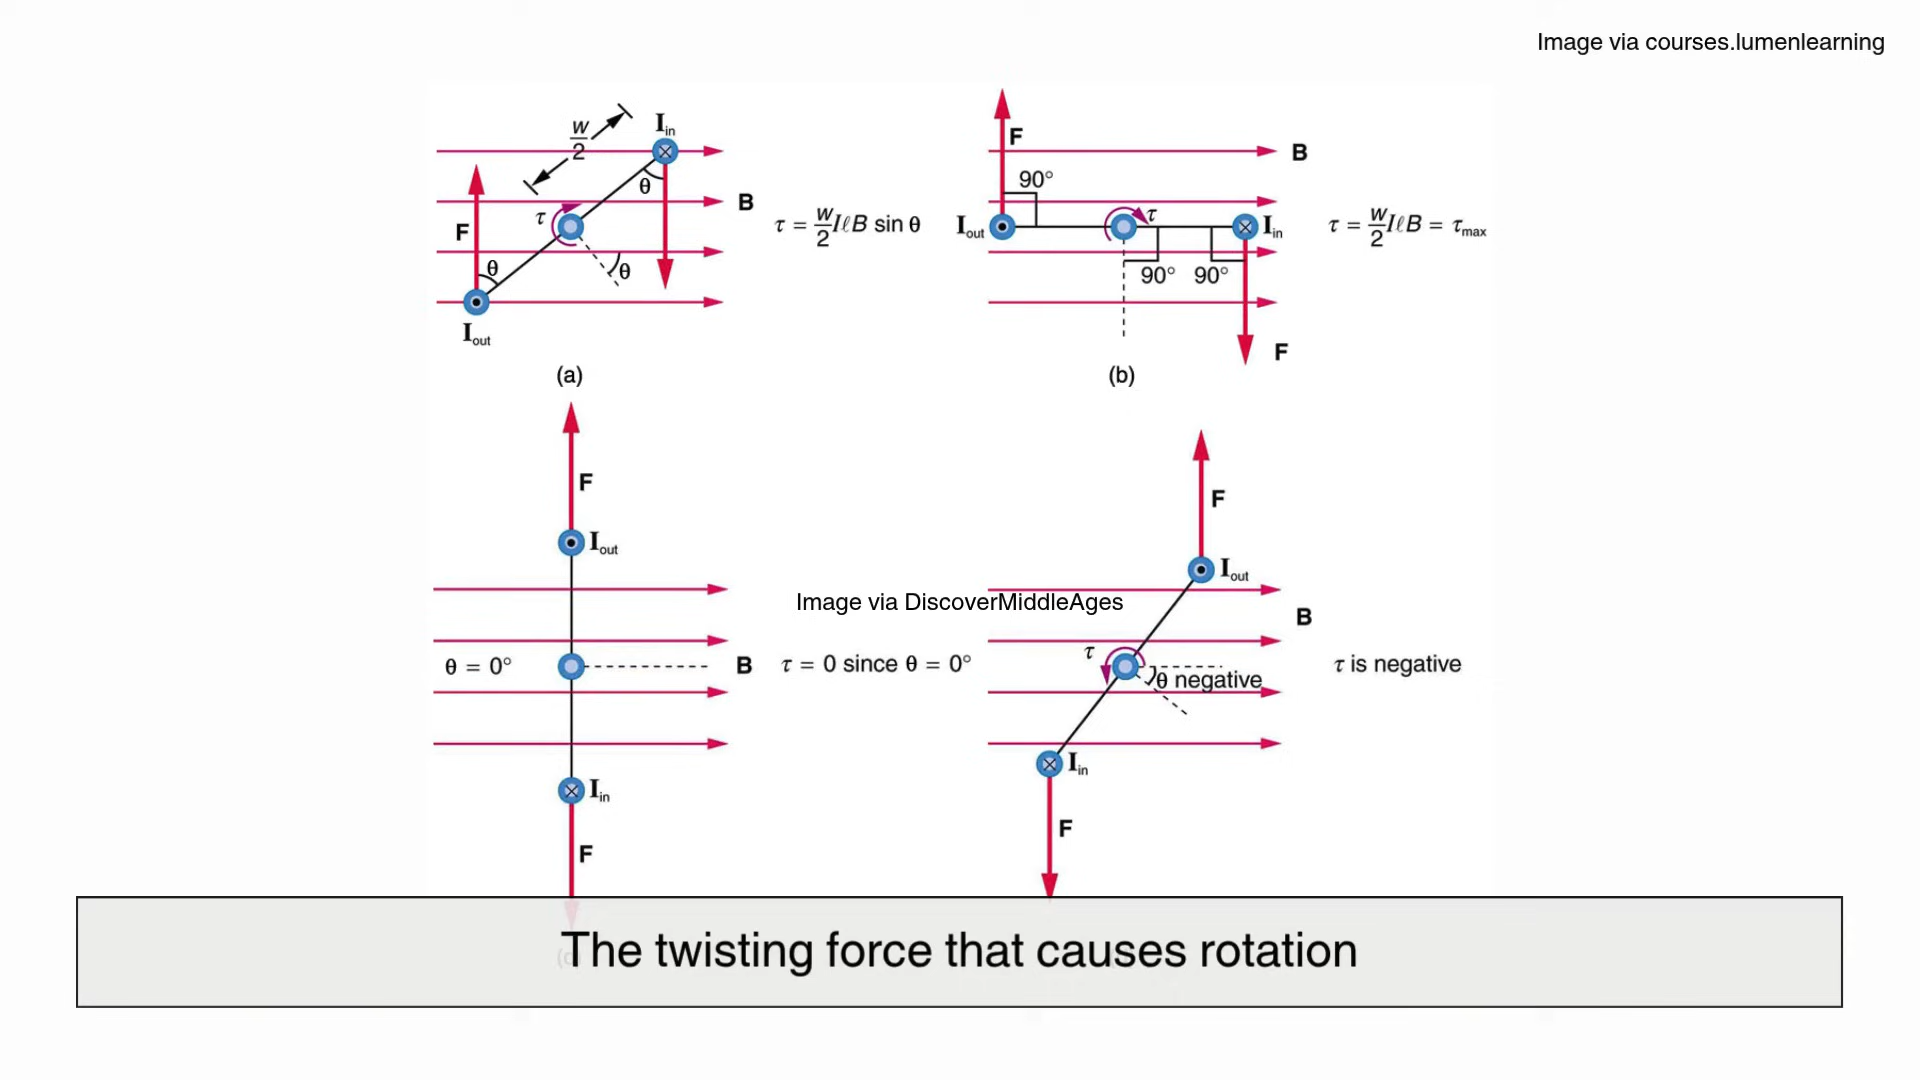 Image via courses.lumenlearning
w/2
I_in
θ
B
τ
F
θ
θ
I_out
τ = w/2 IℓB sin θ
(a)
F
B
90°
I_out
τ
I_in
90° 90°
F
τ = w/2 IℓB = τ_max
(b)
F
I_out
θ = 0°
B
τ = 0 since θ = 0°
I_in
F
Image via DiscoverMiddleAges
F
I_out
B
τ
θ negative
τ is negative
I_in
F
The twisting force that causes rotation